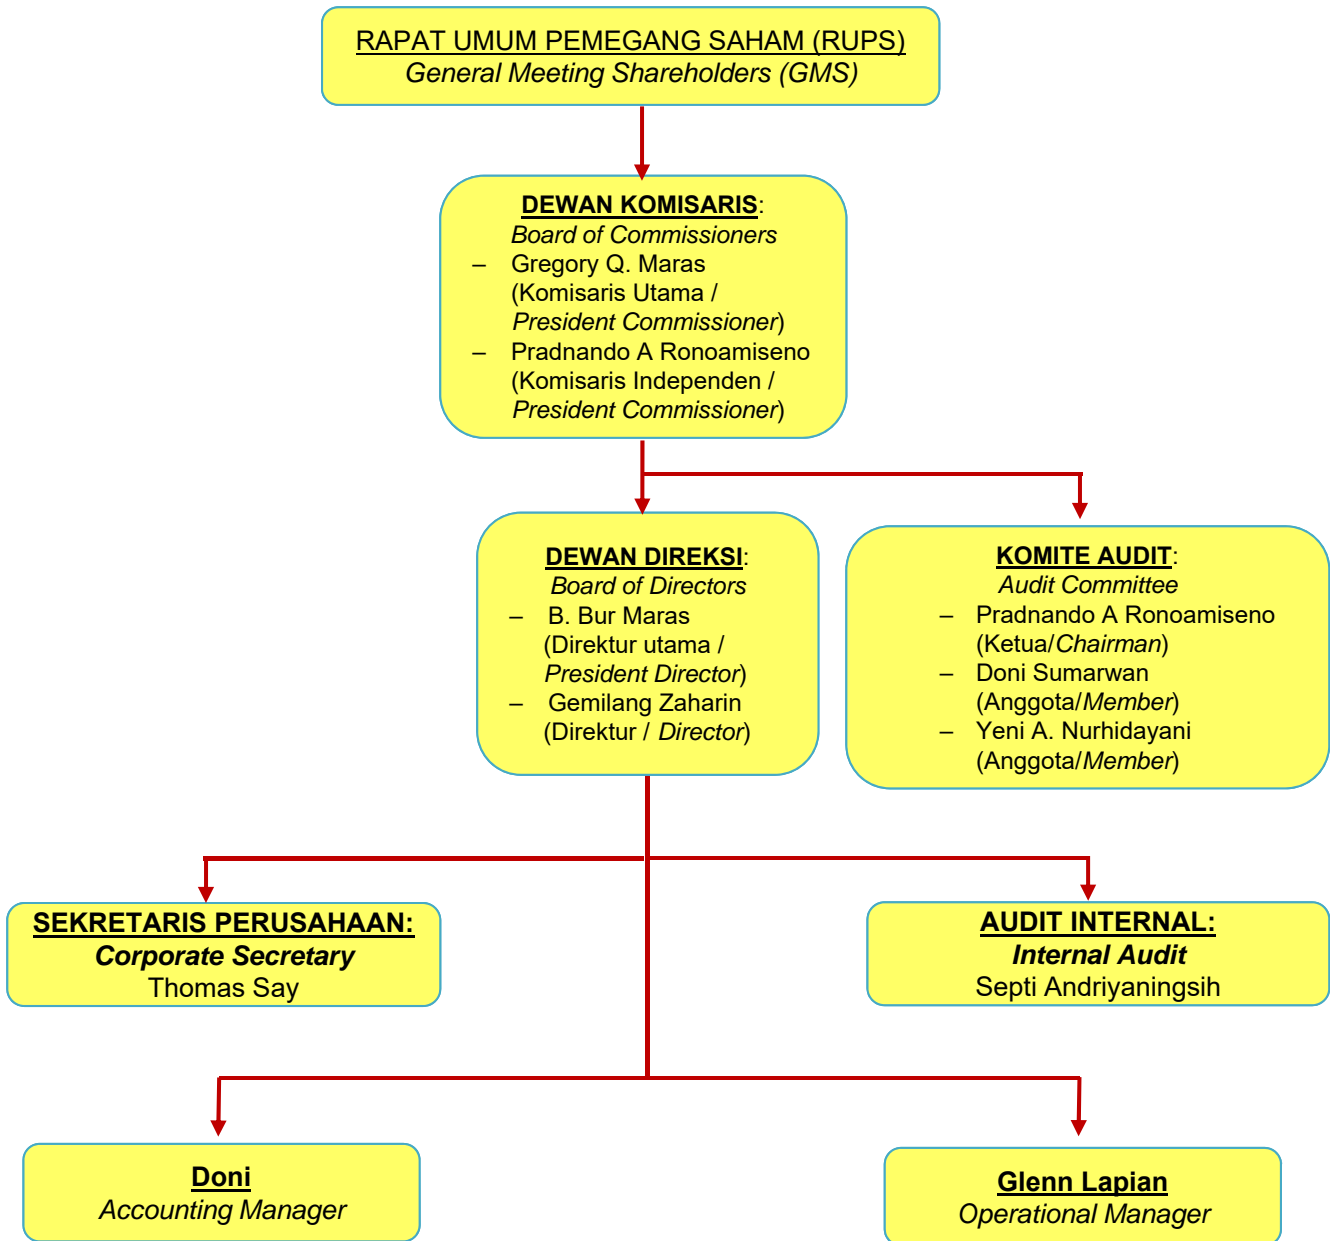 RAPAT UMUM PEMEGANG SAHAM (RUPS)
General Meeting Shareholders (GMS)
DEWAN KOMISARIS:
Board of Commissioners
– Gregory Q. Maras
(Komisaris Utama /
President Commissioner)
– Pradnando A Ronoamiseno
(Komisaris Independen /
President Commissioner)
DEWAN DIREKSI:
Board of Directors
– B. Bur Maras
(Direktur utama /
President Director)
– Gemilang Zaharin
(Direktur / Director)
KOMITE AUDIT:
Audit Committee
– Pradnando A Ronoamiseno
(Ketua/Chairman)
– Doni Sumarwan
(Anggota/Member)
– Yeni A. Nurhidayani
(Anggota/Member)
SEKRETARIS PERUSAHAAN:
Corporate Secretary
Thomas Say
AUDIT INTERNAL:
Internal Audit
Septi Andriyaningsih
Doni
Accounting Manager
Glenn Lapian
Operational Manager